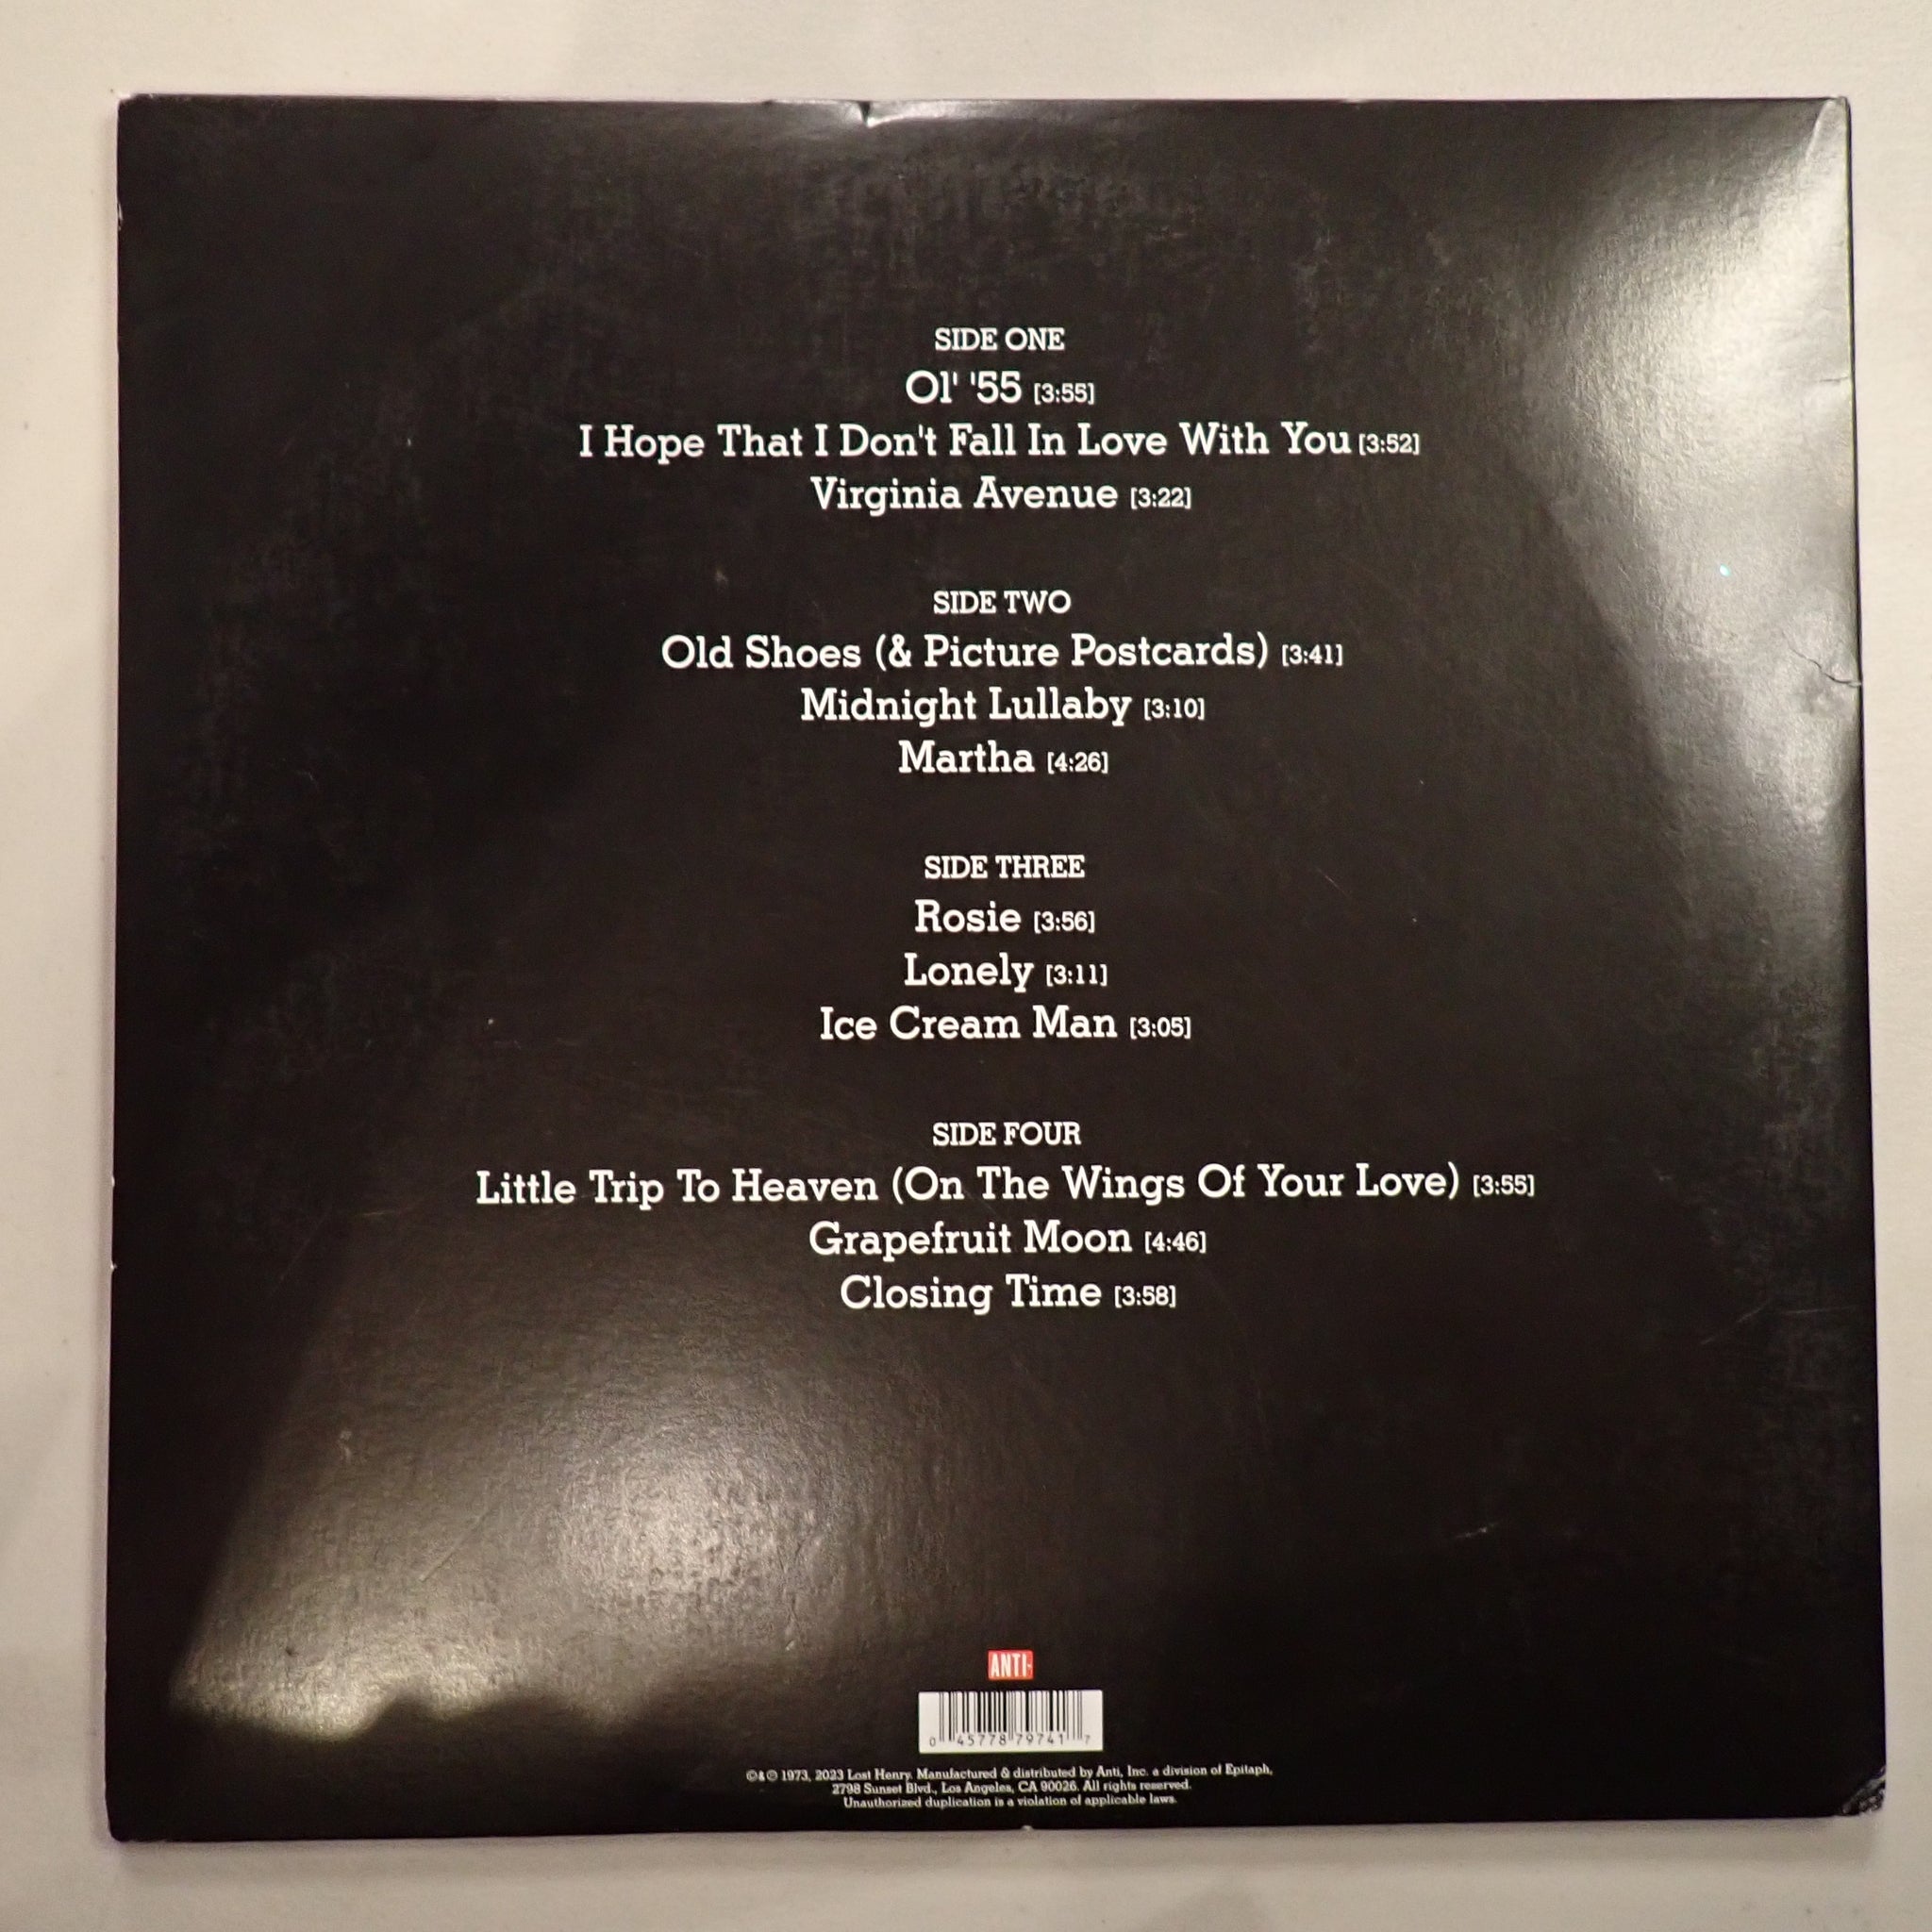 SIDE ONE
Ol' '55 [3:55]
I Hope That I Don't Fall In Love With You [3:52]
Virginia Avenue [3:22]
SIDE TWO
Old Shoes (& Picture Postcards) [3:41]
Midnight Lullaby [3:10]
Martha [4:26]
SIDE THREE
Rosie [3:56]
Lonely [3:11]
Ice Cream Man [3:05]
SIDE FOUR
Little Trip To Heaven (On The Wings Of Your Love) [3:55]
Grapefruit Moon [4:46]
Closing Time [3:58]
ANTI-
0 45778 79741 7
©&℗ 1973, 2023 Lost Henry. Manufactured & distributed by Anti, Inc. a division of Epitaph,
2798 Sunset Blvd., Los Angeles, CA 90026. All rights reserved.
Unauthorized duplication is a violation of applicable laws.